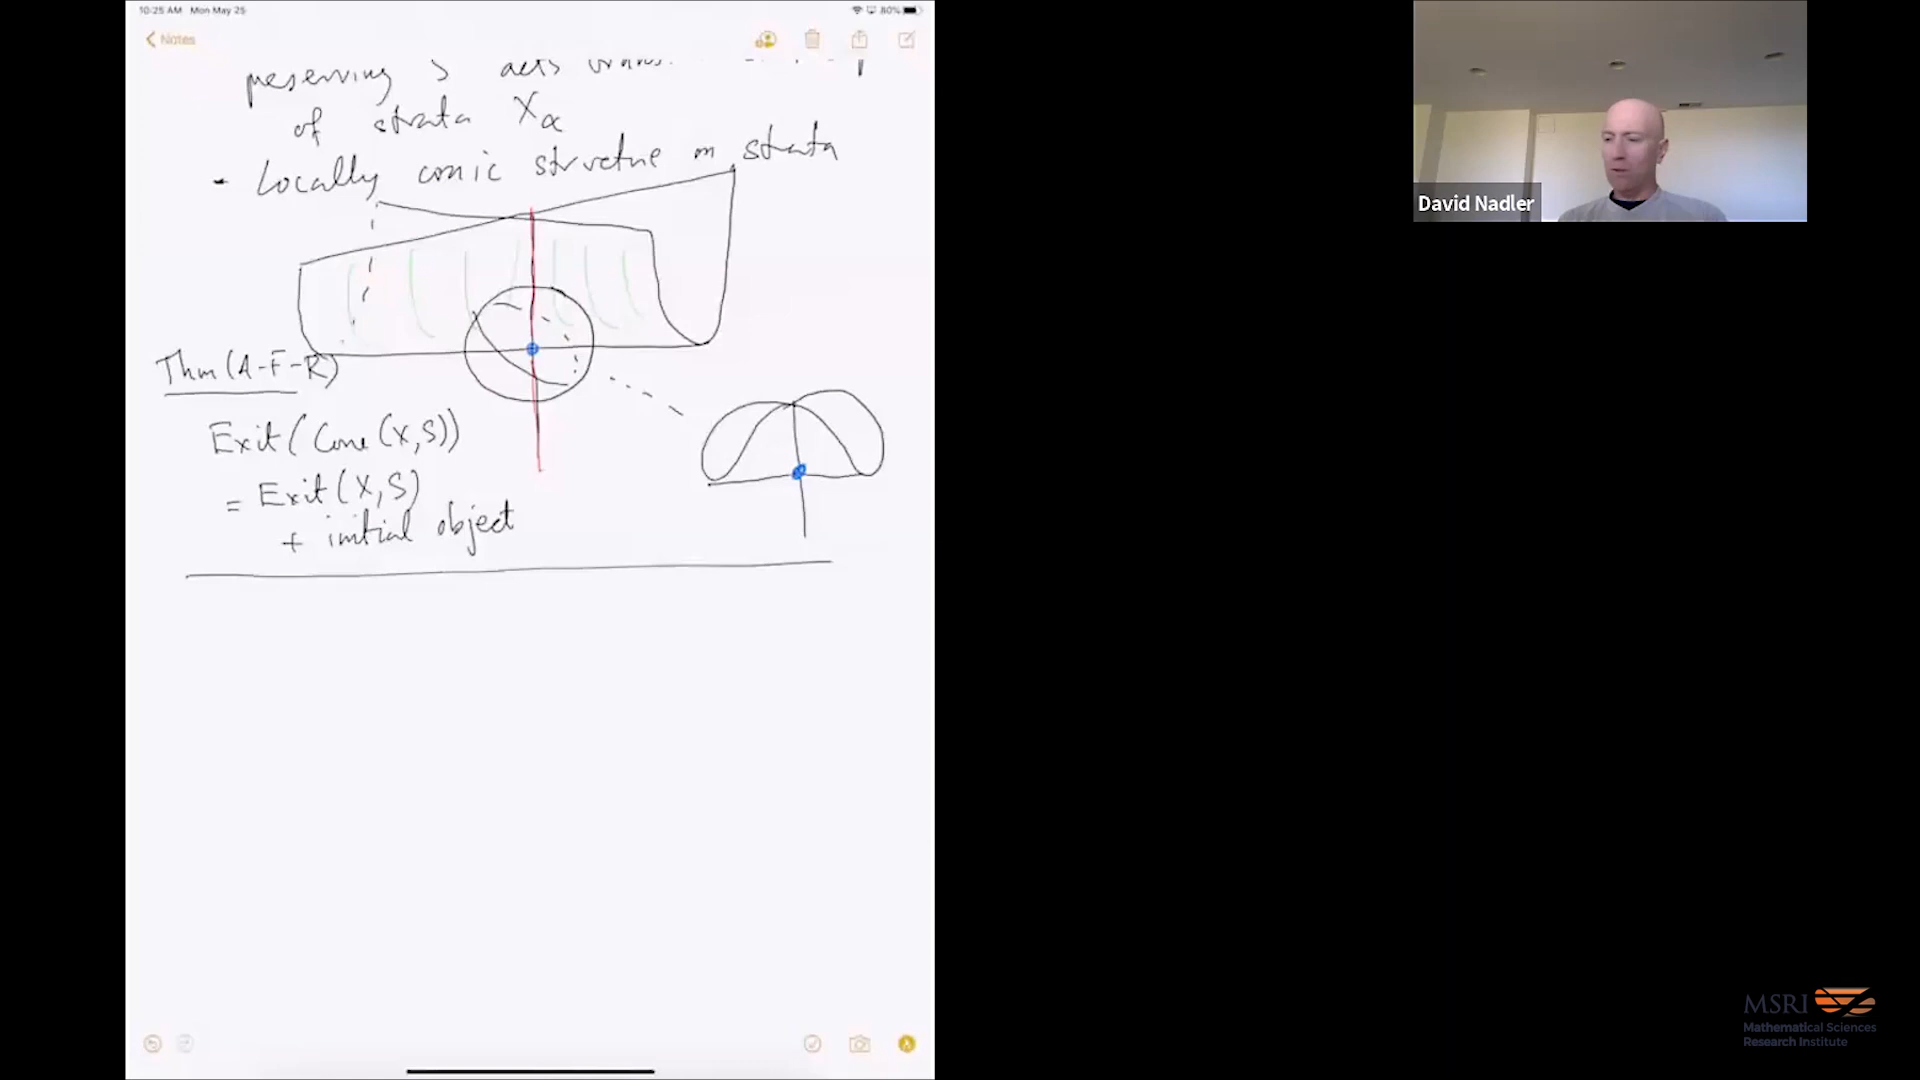 10:25 AM Mon May 25
80%
Notes
preserving S acts
of strata Xα
- Locally conic structure on strata
Thm (A-F-R)
Exit(Cone(X,S))
= Exit(X,S)
+ initial object
David Nadler
MSRI
Mathematical Sciences
Research Institute